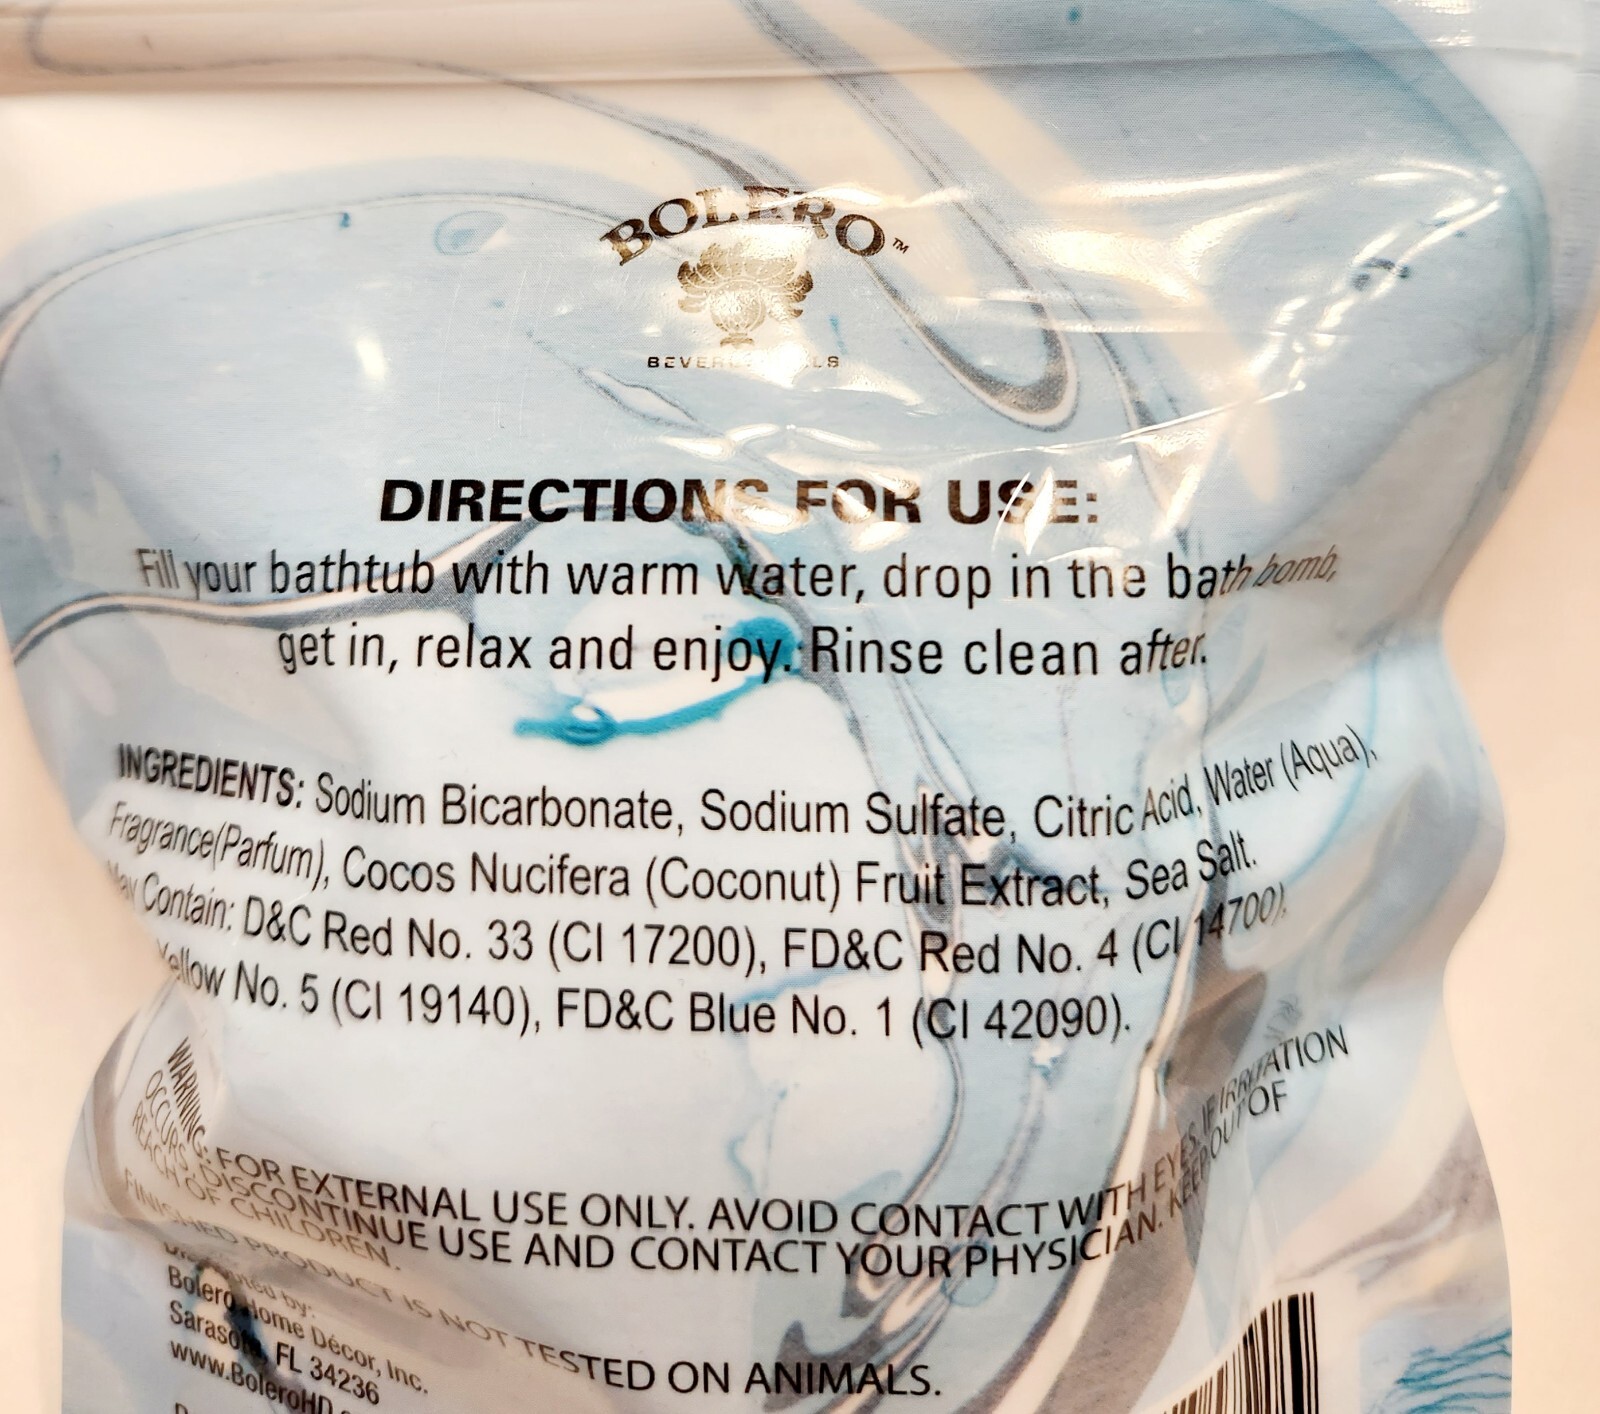 BOLERO™
BEVERLY HILLS
DIRECTIONS FOR USE:
Fill your bathtub with warm water, drop in the bath bomb,
get in, relax and enjoy. Rinse clean after.
INGREDIENTS: Sodium Bicarbonate, Sodium Sulfate, Citric Acid, Water (Aqua),
Fragrance(Parfum), Cocos Nucifera (Coconut) Fruit Extract, Sea Salt.
May Contain: D&C Red No. 33 (CI 17200), FD&C Red No. 4 (CI 14700),
Yellow No. 5 (CI 19140), FD&C Blue No. 1 (CI 42090).
WARNING: FOR EXTERNAL USE ONLY. AVOID CONTACT WITH EYES. IF IRRITATION
OCCURS, DISCONTINUE USE AND CONTACT YOUR PHYSICIAN. KEEP OUT OF
REACH OF CHILDREN.
FINISHED PRODUCT IS NOT TESTED ON ANIMALS.
Distributed by:
Bolero Home Décor, Inc.
Sarasota, FL 34236
www.BoleroHD